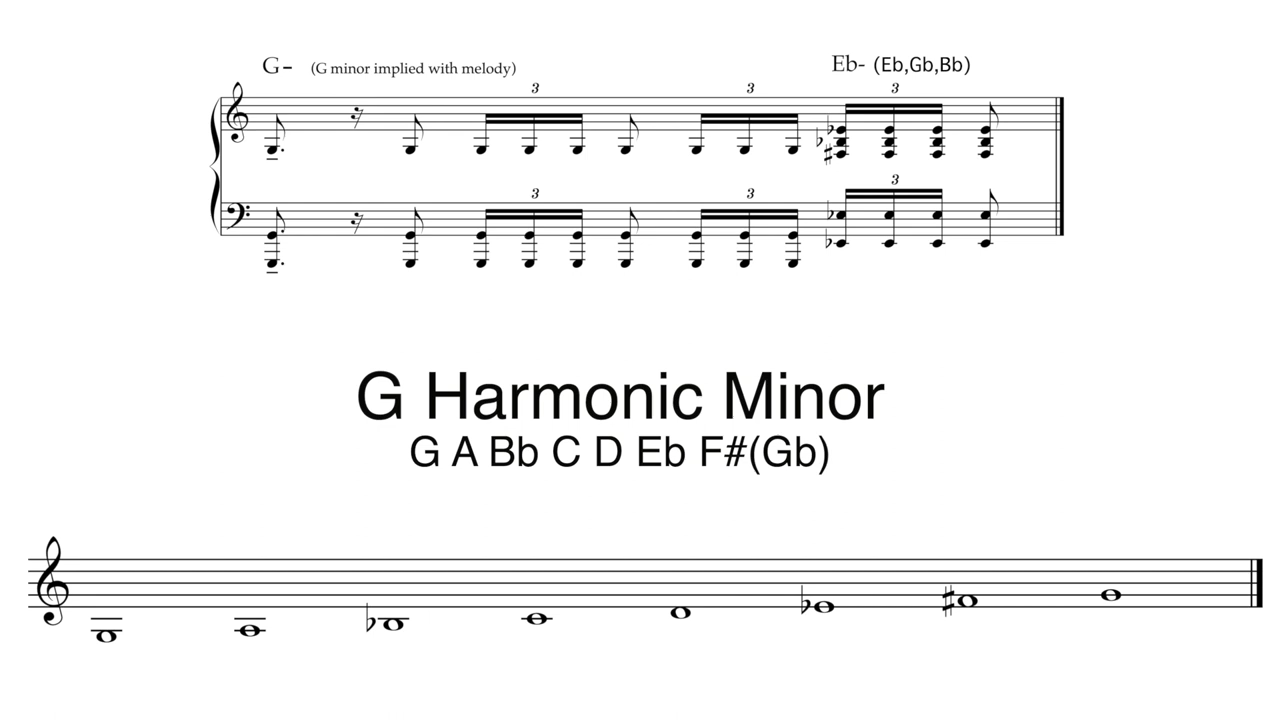 G- (G minor implied with melody) Eb- (Eb,Gb,Bb)
3 3 3
3 3 3
G Harmonic Minor
G A Bb C D Eb F#(Gb)